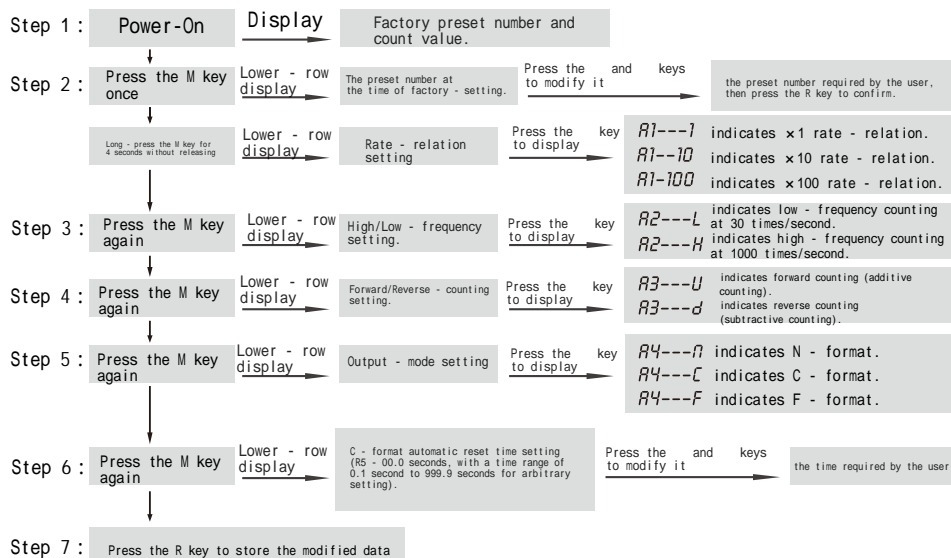 Step 1: Power-On Display Factory preset number and
count value.
Step 2: Press the M key
once
Lower - row
display
The preset number at
the time of factory - setting.
Press the and keys
to modify it
the preset number required by the user,
then press the R key to confirm.
Long - press the M key for
4 seconds without releasing
Lower - row
display
Rate - relation
setting
Press the key
to display
A1---1 indicates ×1 rate - relation.
A1--10 indicates ×10 rate - relation.
A1-100 indicates ×100 rate - relation.
Step 3: Press the M key
again
Lower - row
display
High/Low - frequency
setting.
Press the key
to display
A2---L indicates low - frequency counting
at 30 times/second.
A2---H indicates high - frequency counting
at 1000 times/second.
Step 4: Press the M key
again
Lower - row
display
Forward/Reverse - counting
setting.
Press the key
to display
A3---U indicates forward counting (additive
counting).
A3---d indicates reverse counting
(subtractive counting).
Step 5: Press the M key
again
Lower - row
display
Output - mode setting
Press the key
to display
A4---N indicates N - format.
A4---C indicates C - format.
A4---F indicates F - format.
Step 6: Press the M key
again
Lower - row
display
C - format automatic reset time setting
(R5 - 00.0 seconds, with a time range of
0.1 second to 999.9 seconds for arbitrary
setting).
Press the and keys
to modify it
the time required by the user
Step 7: Press the R key to store the modified data